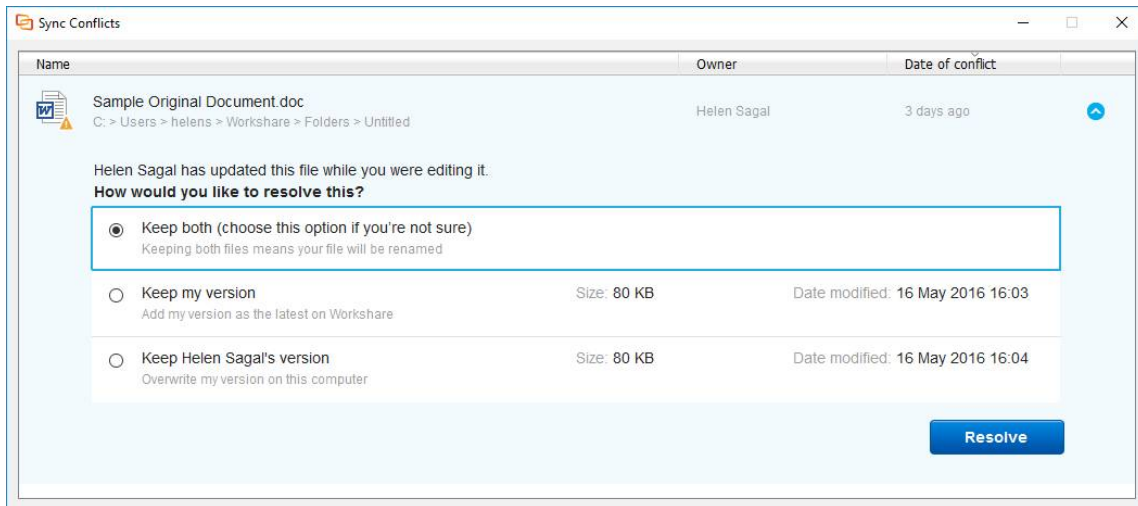 Sync Conflicts
Name Owner Date of conflict
Sample Original Document.doc
C: > Users > helens > Workshare > Folders > Untitled
Helen Sagal 3 days ago
Helen Sagal has updated this file while you were editing it.
How would you like to resolve this?
Keep both (choose this option if you're not sure)
Keeping both files means your file will be renamed
Keep my version Size: 80 KB Date modified: 16 May 2016 16:03
Add my version as the latest on Workshare
Keep Helen Sagal's version Size: 80 KB Date modified: 16 May 2016 16:04
Overwrite my version on this computer
Resolve